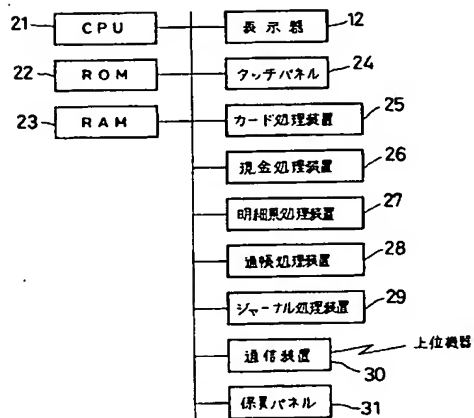 21 CPU 表示器 12
22 ROM タッチパネル 24
23 RAM カード処理装置 25
現金処理装置 26
明細票処理装置 27
通帳処理装置 28
ジャーナル処理装置 29
通信装置 30 上位機器
係員パネル 31